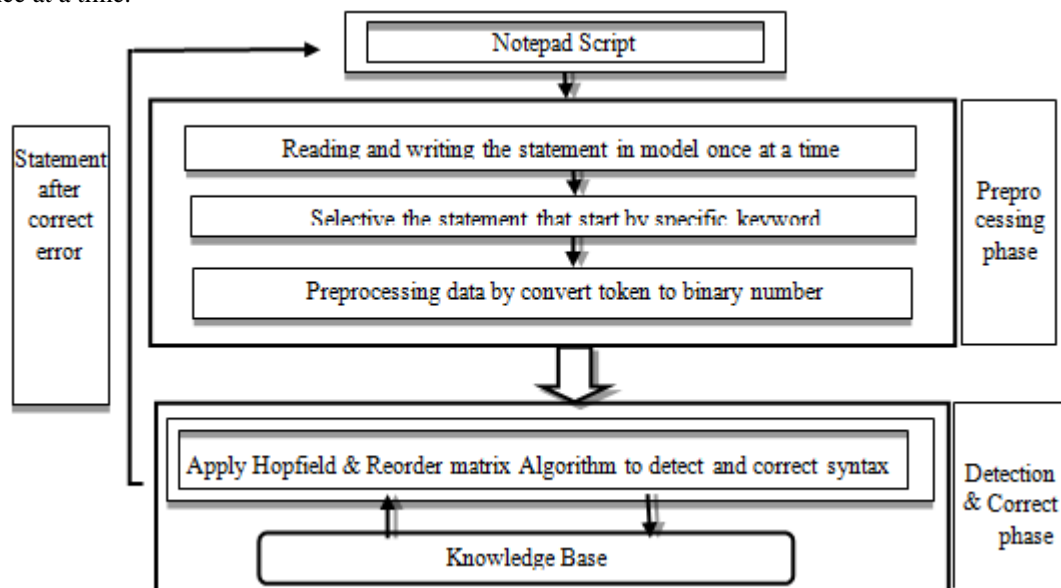 Notepad Script
Reading and writing the statement in model once at a time
Selective the statement that start by specific keyword
Preprocessing data by convert token to binary number
Prepro
cessing
phase
Statement
after
correct
error
Apply Hopfield & Reorder matrix Algorithm to detect and correct syntax
Knowledge Base
Detection
& Correct
phase